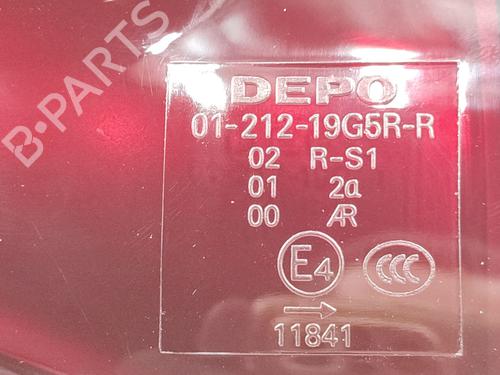 B-PARTS
DEPO
01-212-19G5R-R
02 R-S1
01 2a
00 AR
E4 CCC
→
11841